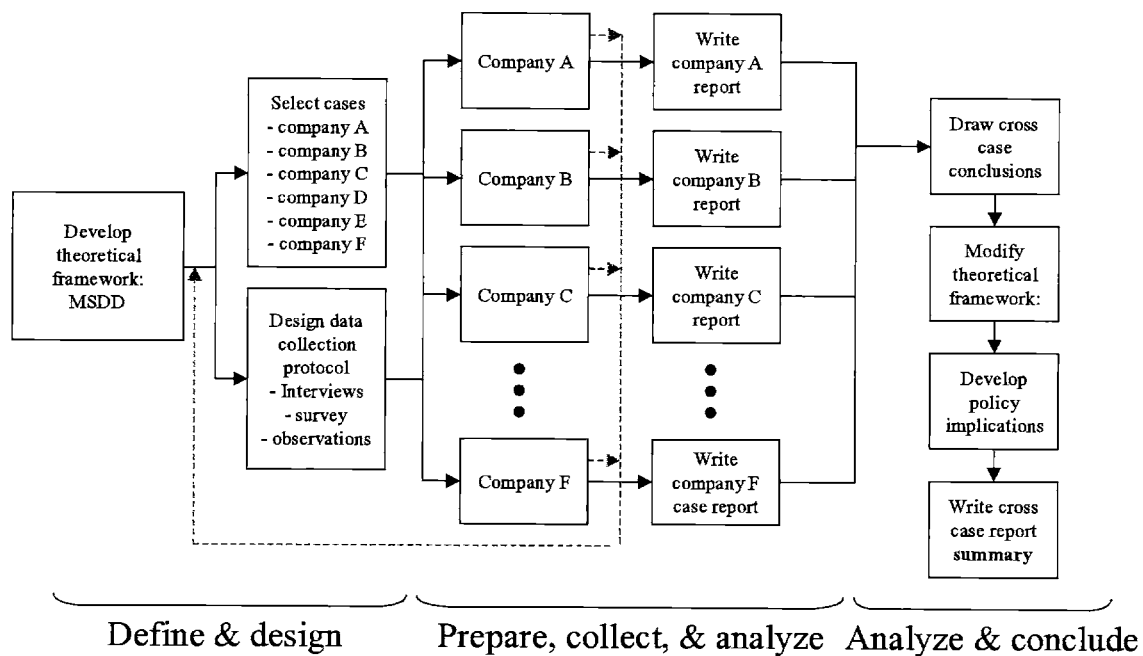 Develop
theoretical
framework:
MSDD
Select cases
- company A
- company B
- company C
- company D
- company E
- company F
Design data
collection
protocol
- Interviews
- survey
- observations
Company A
Company B
Company C
Company F
Write
company A
report
Write
company B
report
Write
company C
report
Write
company F
case report
Draw cross
case
conclusions
Modify
theoretical
framework:
Develop
policy
implications
Write cross
case report
summary
Define & design
Prepare, collect, & analyze
Analyze & conclude